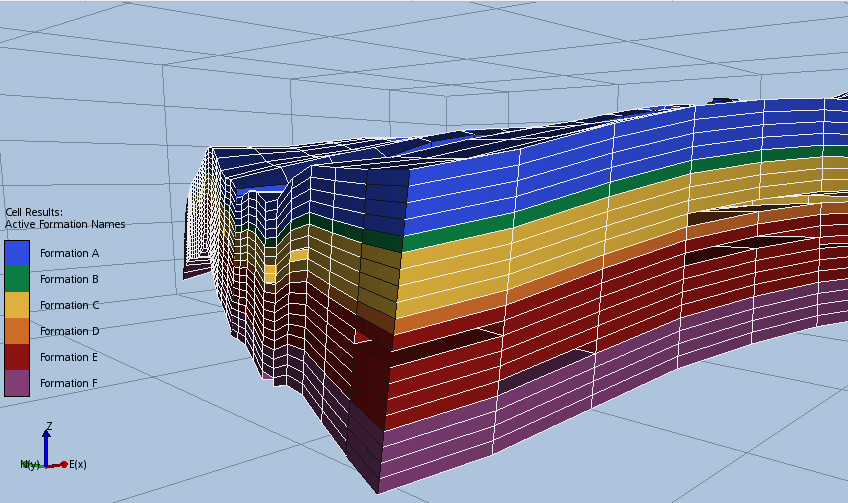 Cell Results:
Active Formation Names
Formation A
Formation B
Formation C
Formation D
Formation E
Formation F
Z
N(y)
E(x)